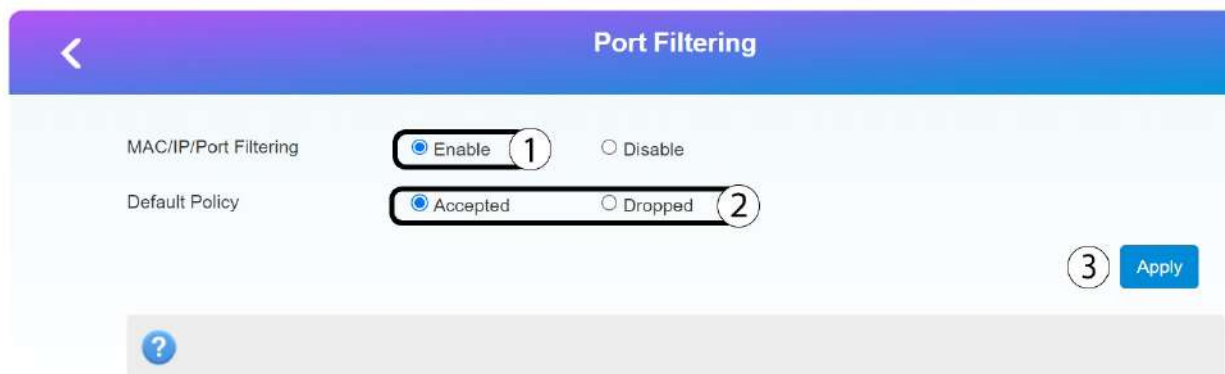 Port Filtering
MAC/IP/Port Filtering Enable 1 Disable
Default Policy Accepted Dropped 2
3 Apply
?